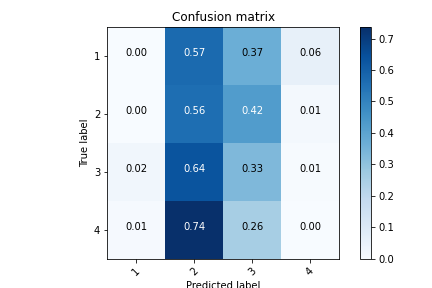 Confusion matrix
True label
1 0.00 0.57 0.37 0.06
2 0.00 0.56 0.42 0.01
3 0.02 0.64 0.33 0.01
4 0.01 0.74 0.26 0.00
1 2 3 4
Predicted label
0.7
0.6
0.5
0.4
0.3
0.2
0.1
0.0